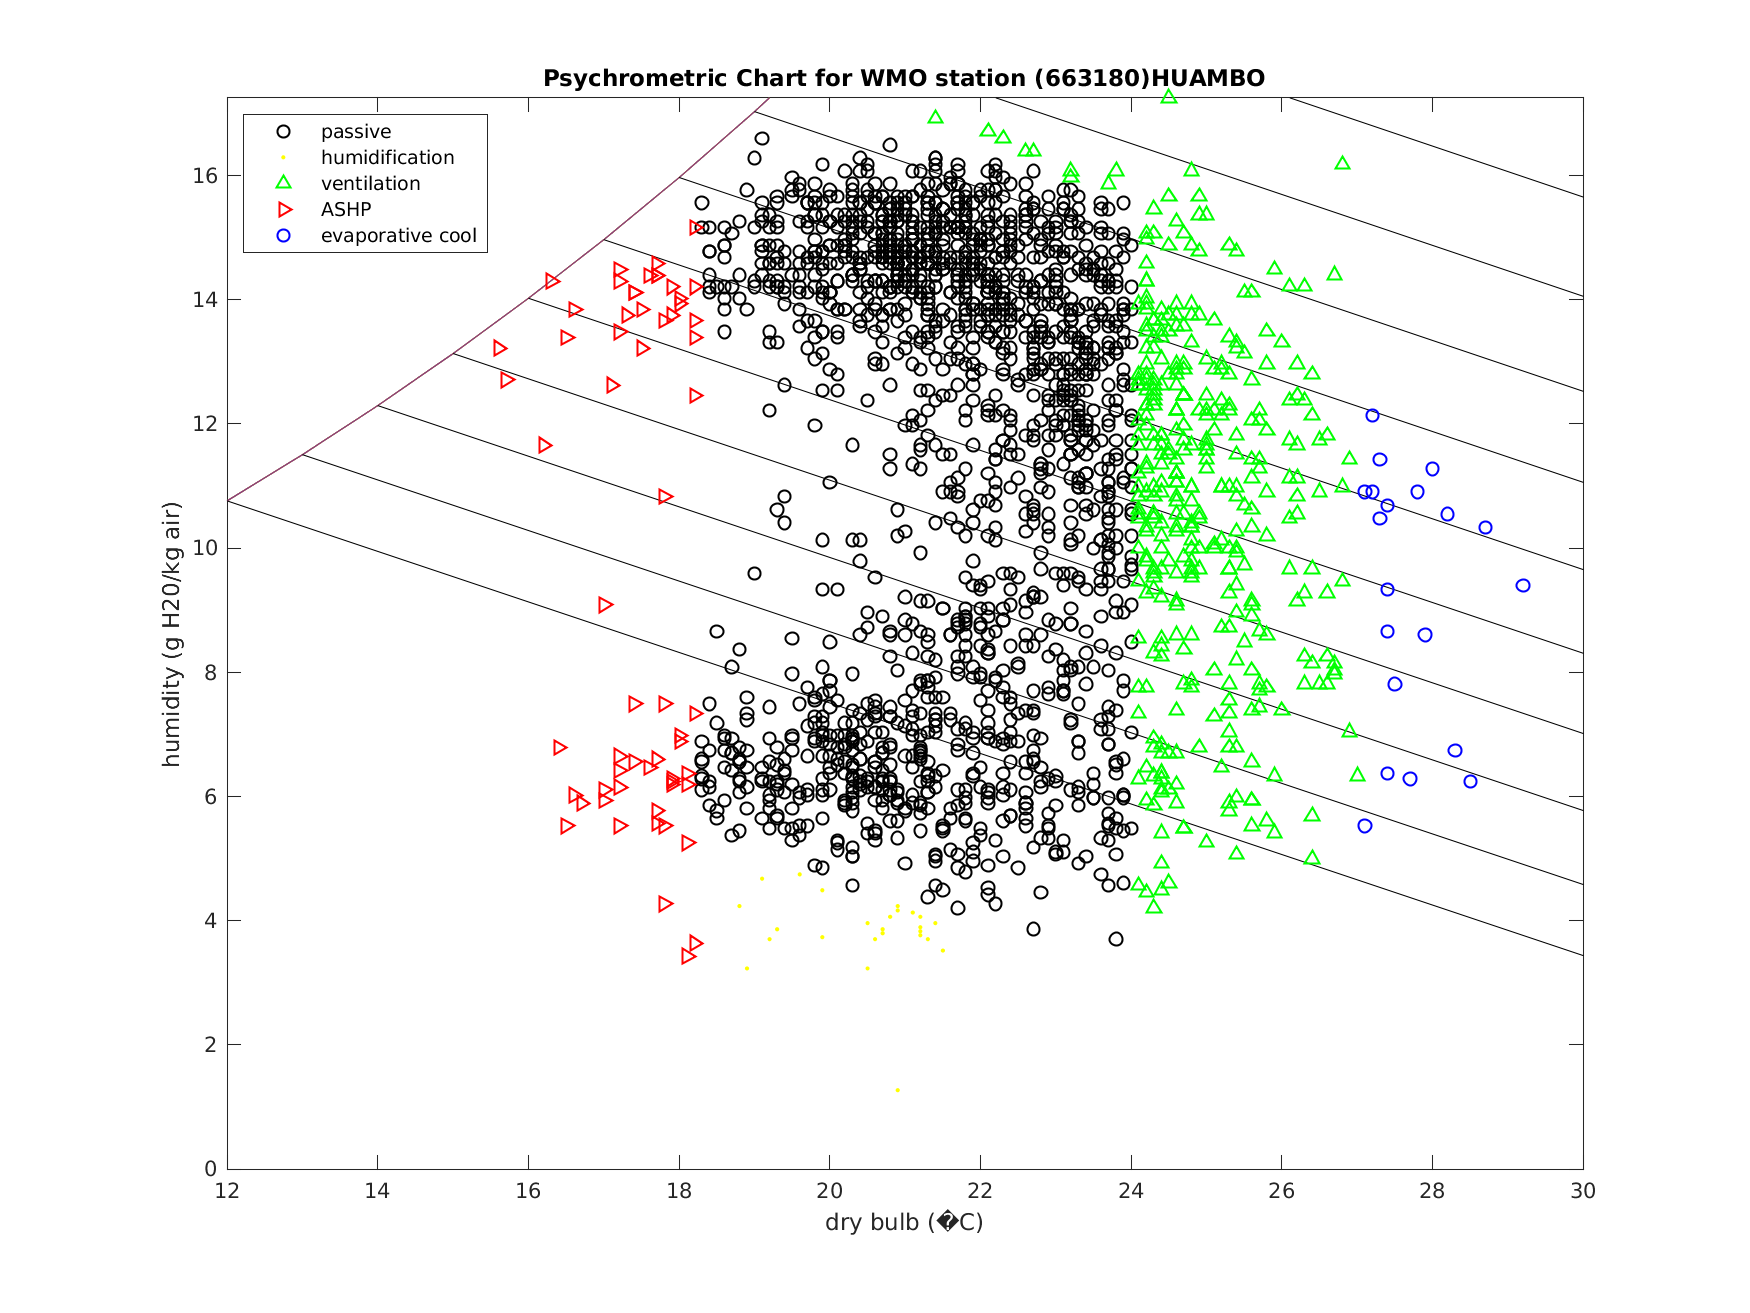 Psychrometric Chart for WMO station (663180)HUAMBO
passive
humidification
ventilation
ASHP
evaporative cool
humidity (g H20/kg air)
16
14
12
10
8
6
4
2
0
12 14 16 18 20 22 24 26 28 30
dry bulb (�C)